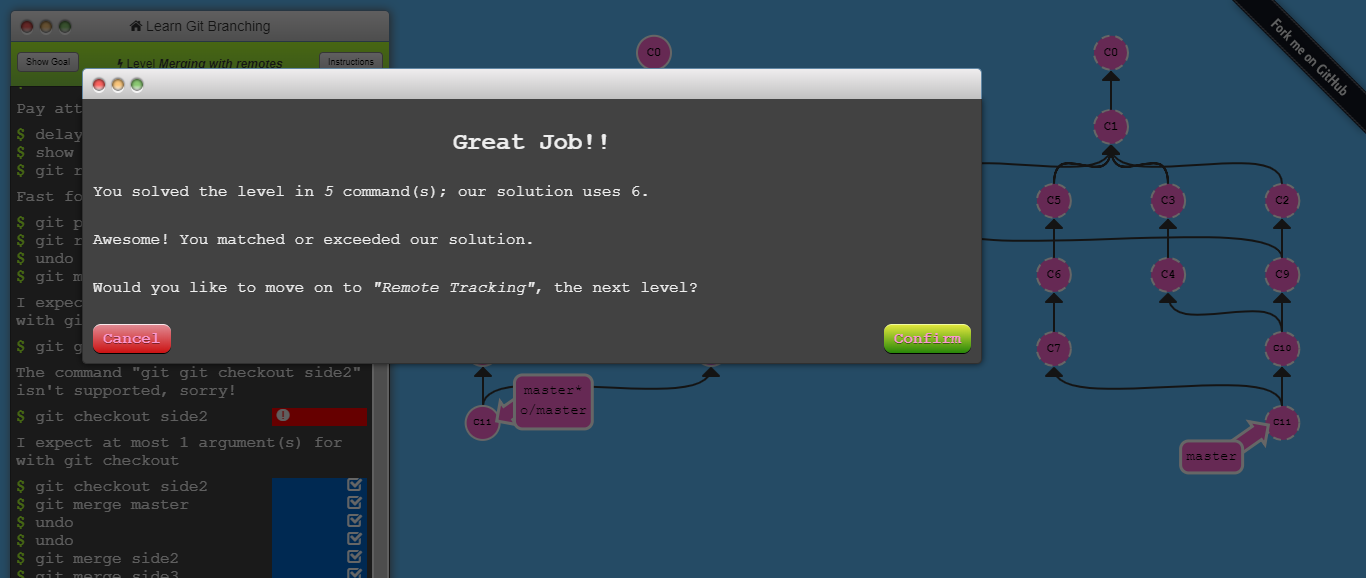 Learn Git Branching
Show Goal
Level Merging with remotes
Instructions
Pay att
$ delay
$ show
$ git r
Fast fo
$ git p
$ git r
$ undo
$ git m
I expec
with gi
$ git g
The command "git git checkout side2"
isn't supported, sorry!
$ git checkout side2
I expect at most 1 argument(s) for
with git checkout
$ git checkout side2
$ git merge master
$ undo
$ undo
$ git merge side2
$ git merge side3
Great Job!!
You solved the level in 5 command(s); our solution uses 6.
Awesome! You matched or exceeded our solution.
Would you like to move on to "Remote Tracking", the next level?
Cancel
Confirm
C0
C11
master*
o/master
C0
C1
C5
C3
C2
C6
C4
C9
C7
C10
C11
master
Fork me on GitHub